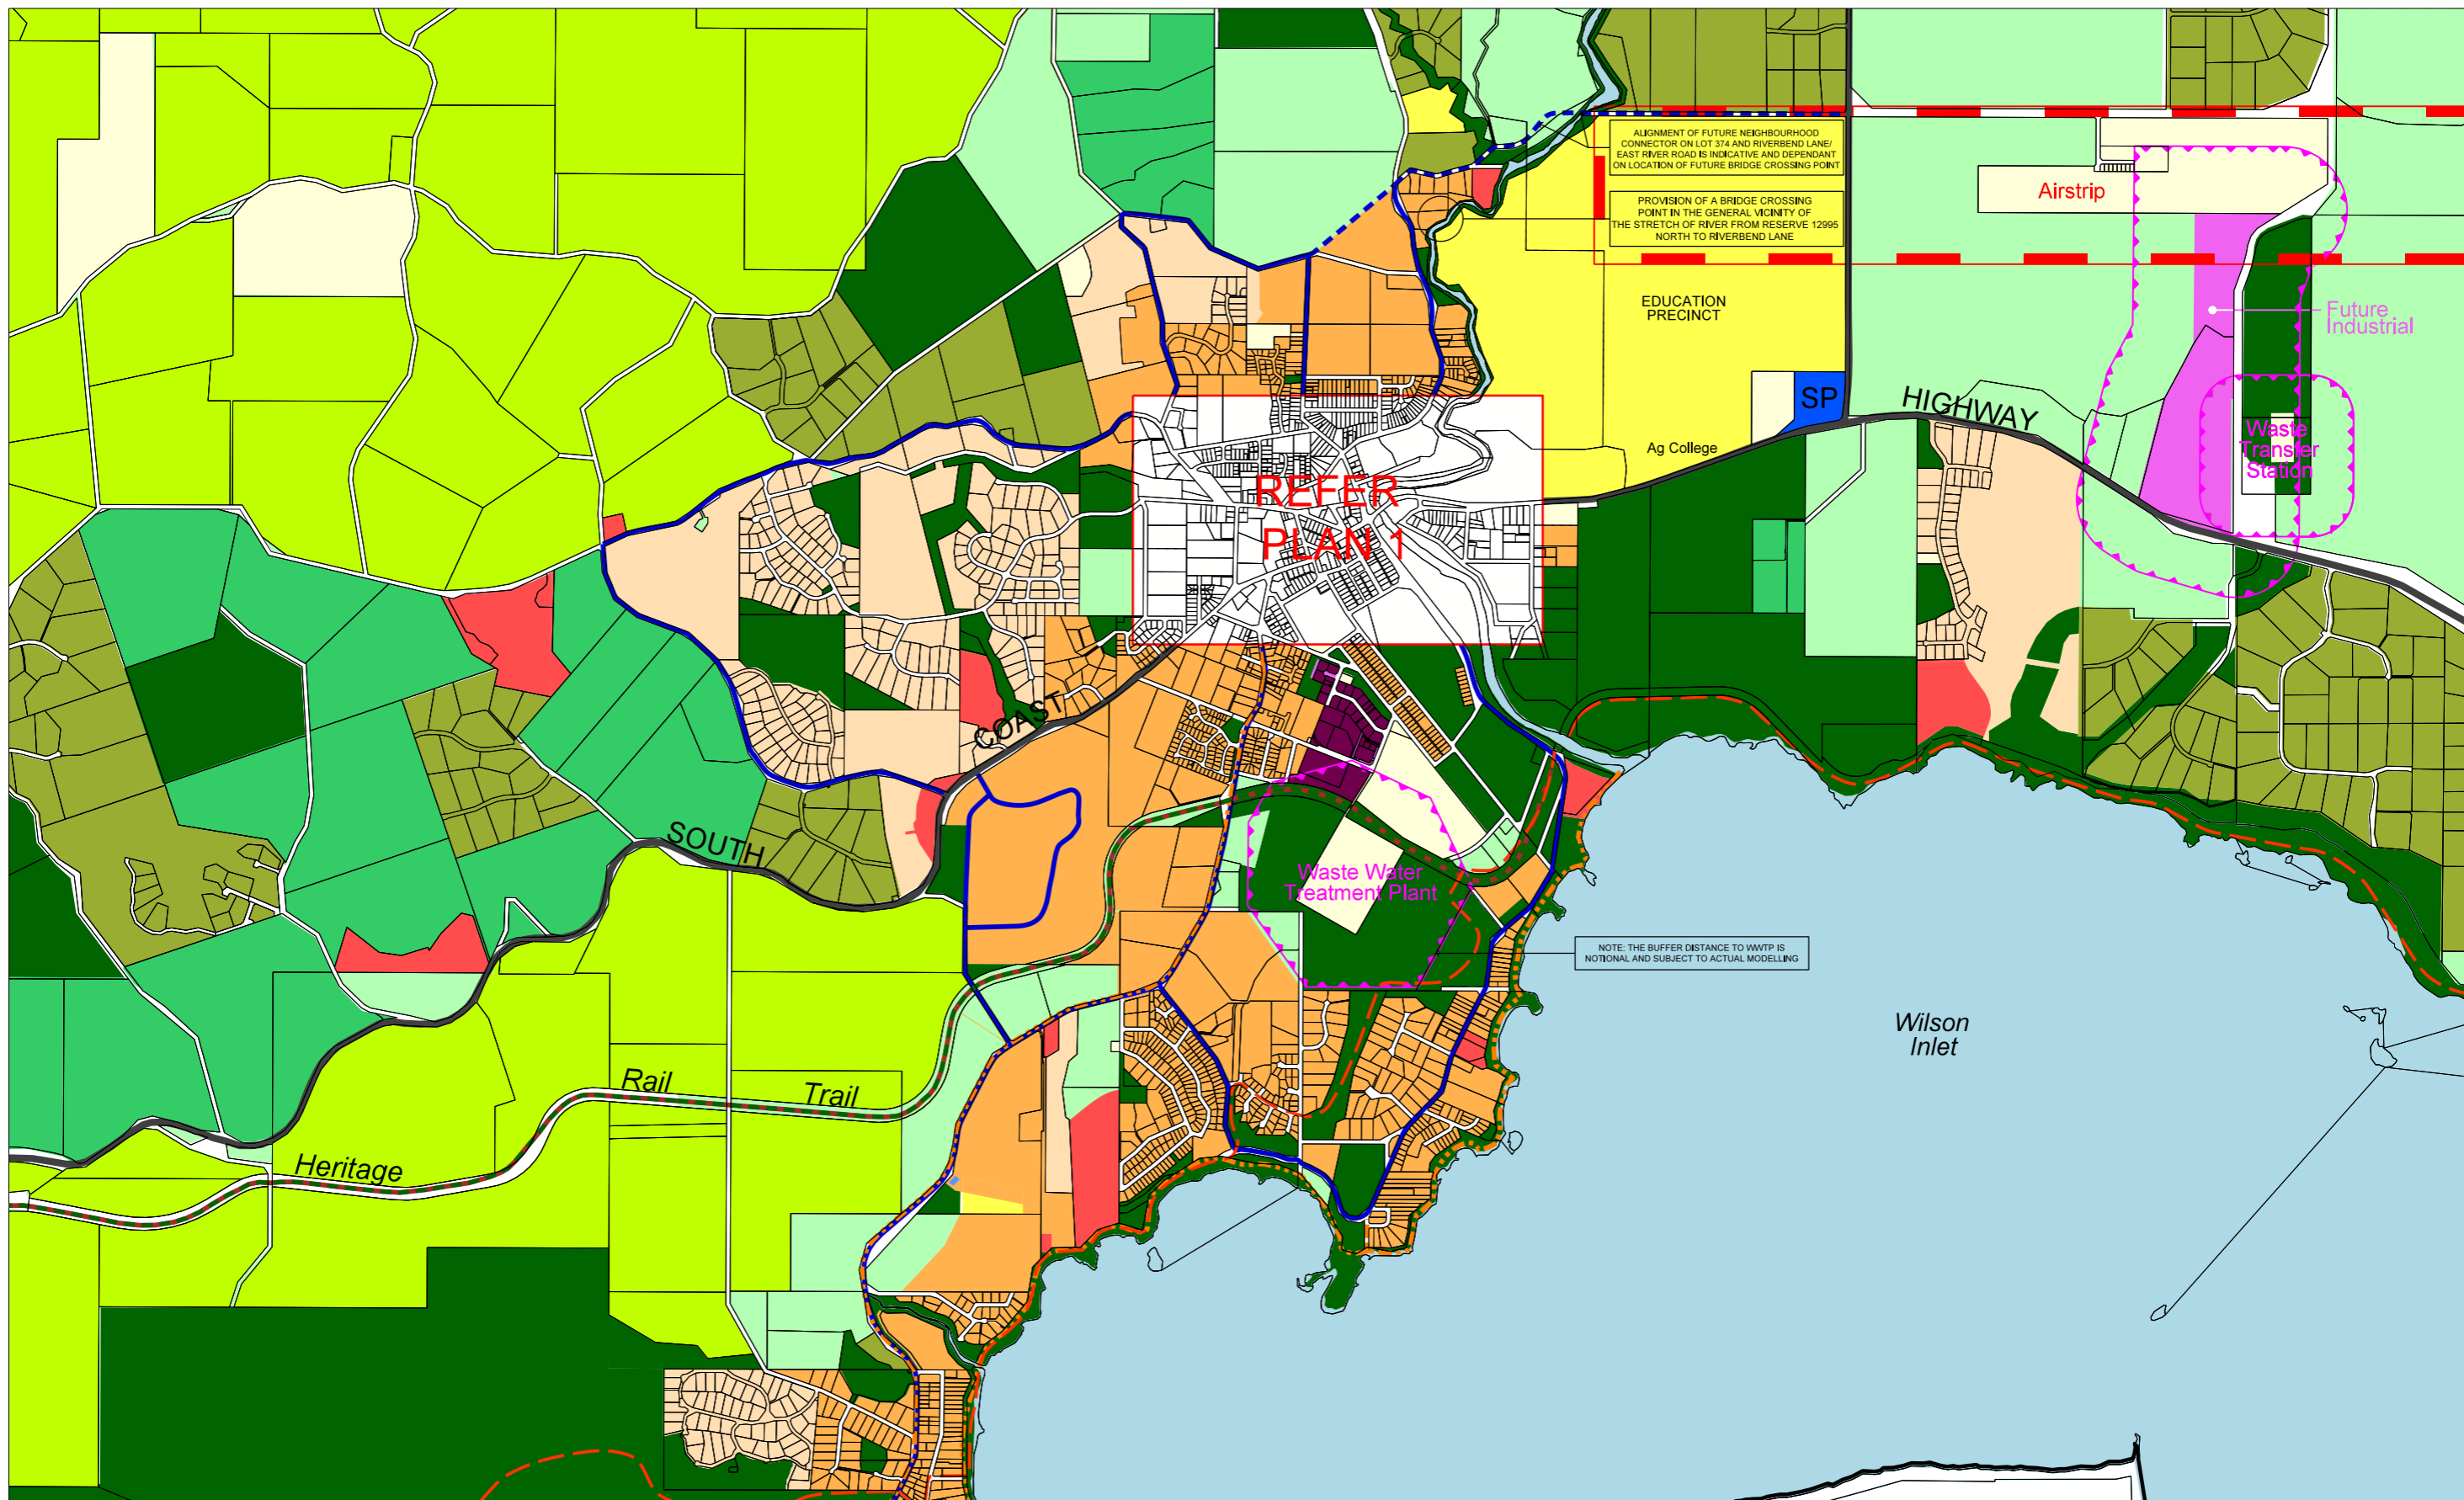 ALIGNMENT OF FUTURE NEIGHBOURHOOD
CONNECTOR ON LOT 374 AND RIVERBEND LANE/
EAST RIVER ROAD IS INDICATIVE AND DEPENDANT
ON LOCATION OF FUTURE BRIDGE CROSSING POINT
PROVISION OF A BRIDGE CROSSING
POINT IN THE GENERAL VICINITY OF
THE STRETCH OF RIVER FROM RESERVE 12995
NORTH TO RIVERBEND LANE
Airstrip
EDUCATION
PRECINCT
Future
Industrial
SP
HIGHWAY
Ag College
Waste
Transfer
Station
REFER
PLAN 1
COAST
SOUTH
Waste Water
Treatment Plant
NOTE: THE BUFFER DISTANCE TO WWTP IS
NOTIONAL AND SUBJECT TO ACTUAL MODELLING
Wilson
Inlet
Rail
Trail
Heritage